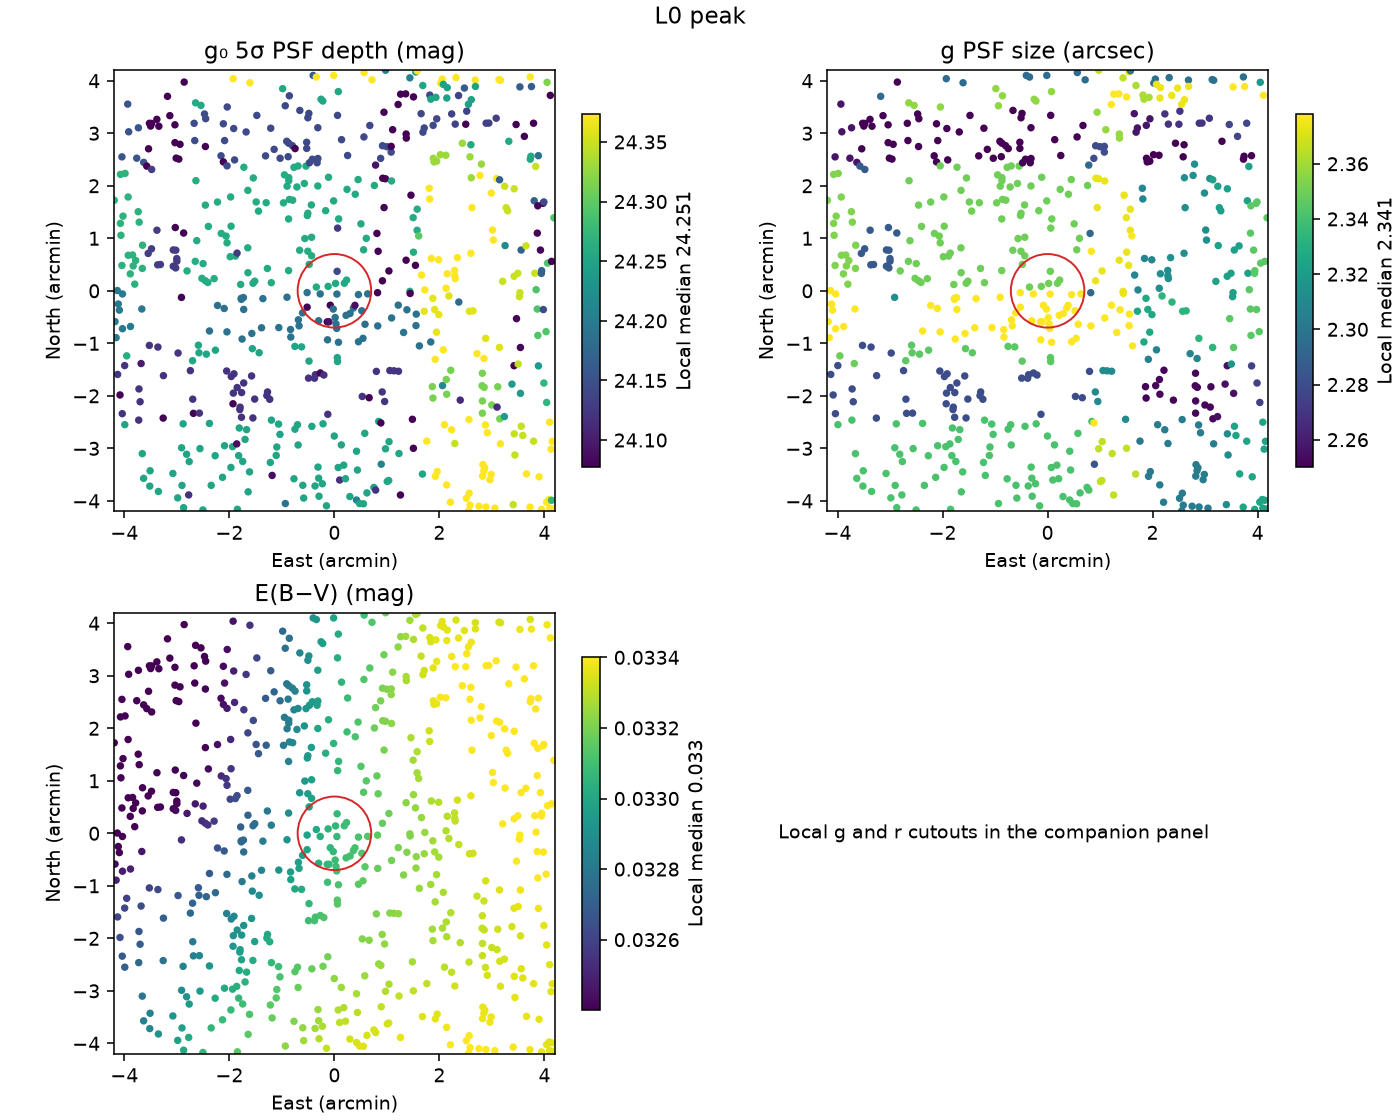 L0 peak
g₀ 5σ PSF depth (mag)
4
3
2
1
0
−1
−2
−3
−4
North (arcmin)
−4 −2 0 2 4
East (arcmin)
24.35
24.30
24.25
24.20
24.15
24.10
Local median 24.251
g PSF size (arcsec)
4
3
2
1
0
−1
−2
−3
−4
North (arcmin)
−4 −2 0 2 4
East (arcmin)
2.36
2.34
2.32
2.30
2.28
2.26
Local median 2.341
E(B−V) (mag)
4
3
2
1
0
−1
−2
−3
−4
North (arcmin)
−4 −2 0 2 4
East (arcmin)
0.0334
0.0332
0.0330
0.0328
0.0326
Local median 0.033
Local g and r cutouts in the companion panel